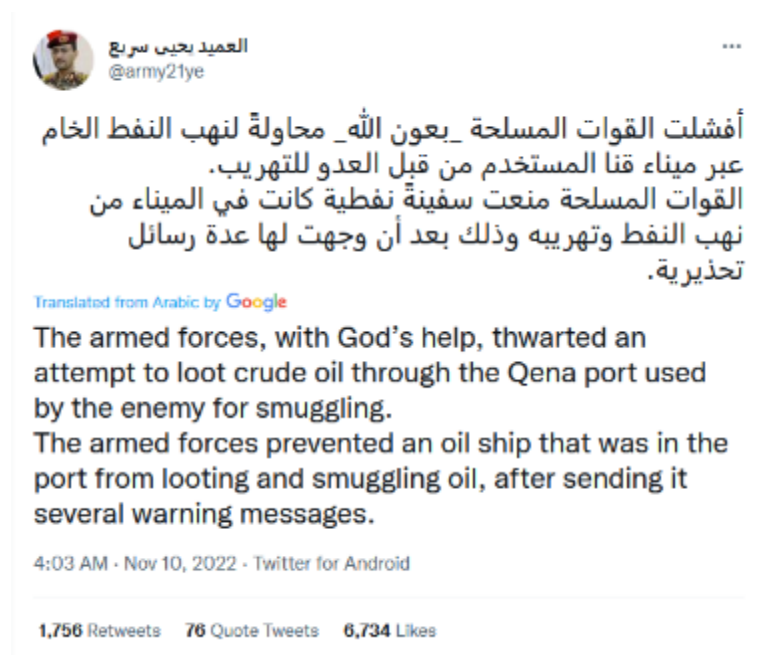 العميد يحيى سريع
@army21ye
أفشلت القوات المسلحة _بعون الله_ محاولةً لنهب النفط الخام
عبر ميناء قنا المستخدم من قبل العدو للتهريب.
القوات المسلحة منعت سفينةً نفطية كانت في الميناء من
نهب النفط وتهريبه وذلك بعد أن وجهت لها عدة رسائل
تحذيرية.
Translated from Arabic by Google
The armed forces, with God’s help, thwarted an
attempt to loot crude oil through the Qena port used
by the enemy for smuggling.
The armed forces prevented an oil ship that was in the
port from looting and smuggling oil, after sending it
several warning messages.
4:03 AM · Nov 10, 2022 · Twitter for Android
1,756 Retweets 76 Quote Tweets 6,734 Likes